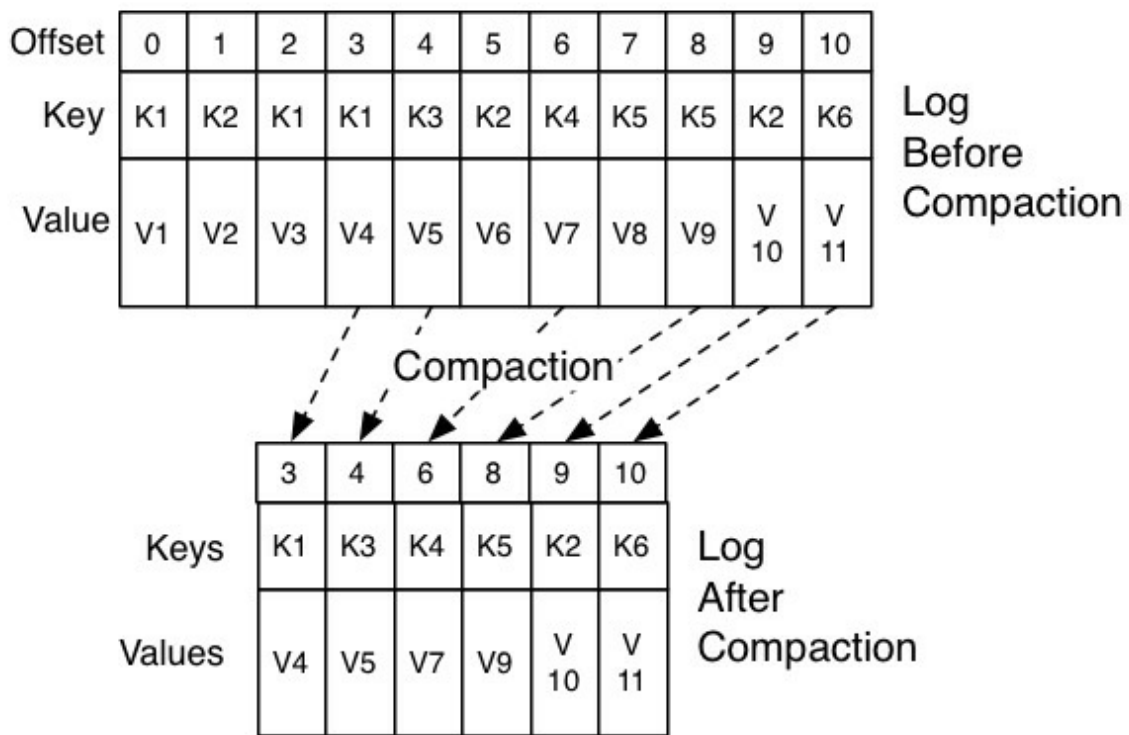 Offset 0 1 2 3 4 5 6 7 8 9 10
Key K1 K2 K1 K1 K3 K2 K4 K5 K5 K2 K6
Value V1 V2 V3 V4 V5 V6 V7 V8 V9 V 10 V 11
Log
Before
Compaction
Compaction
3 4 6 8 9 10
Keys K1 K3 K4 K5 K2 K6
Values V4 V5 V7 V9 V 10 V 11
Log
After
Compaction